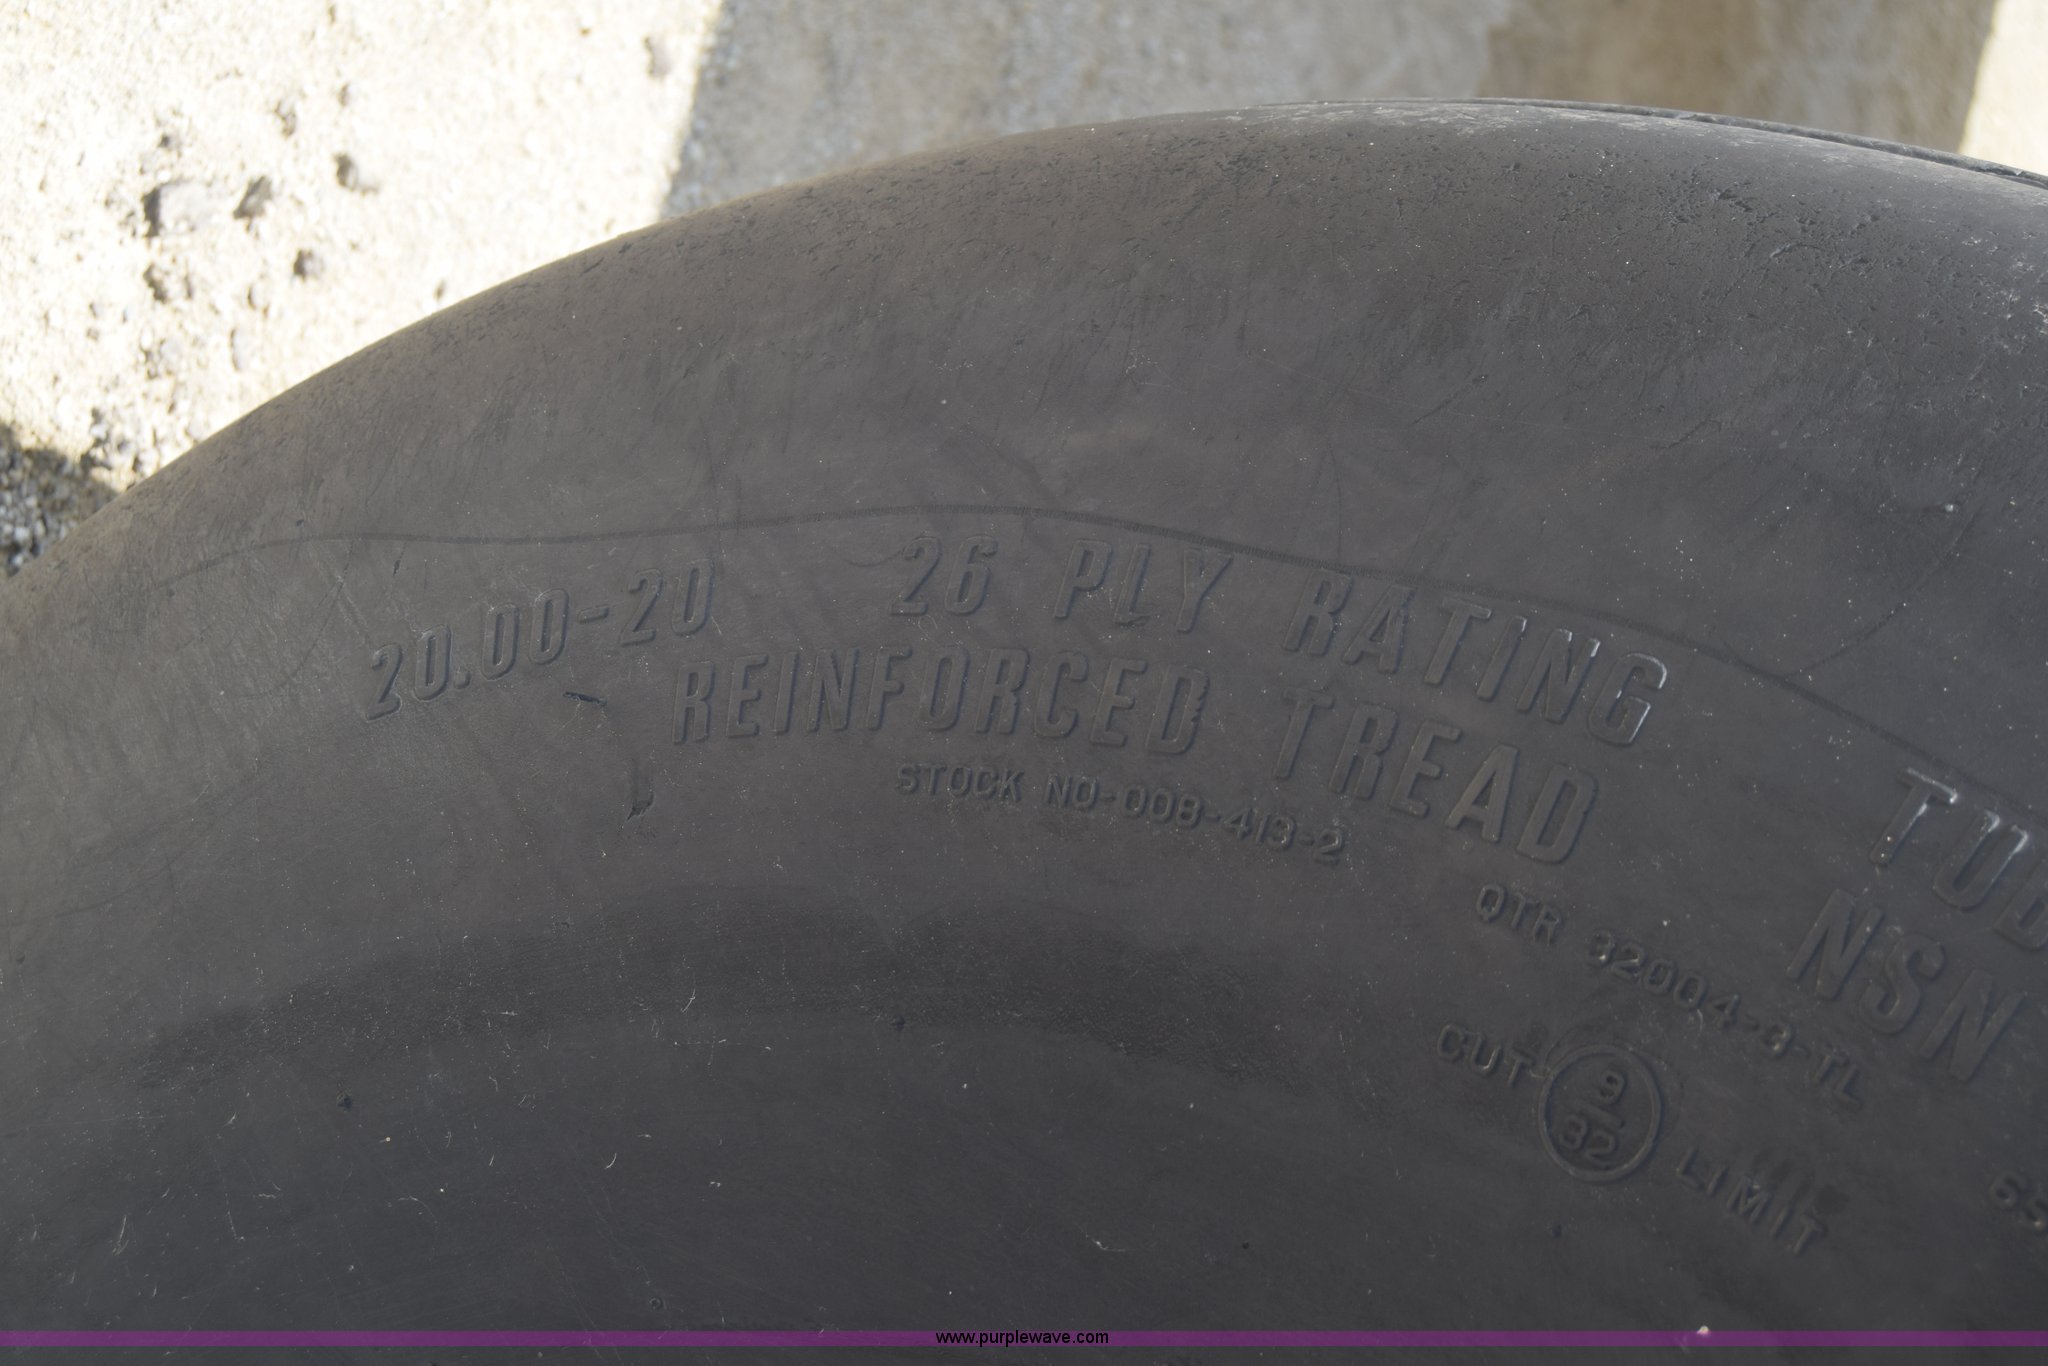 20.00-20 26 PLY RATING
REINFORCED TREAD
STOCK NO-008-413-2
NSN
QTR 32004-3-TL
CUT 9/32 LIMIT
www.purplewave.com